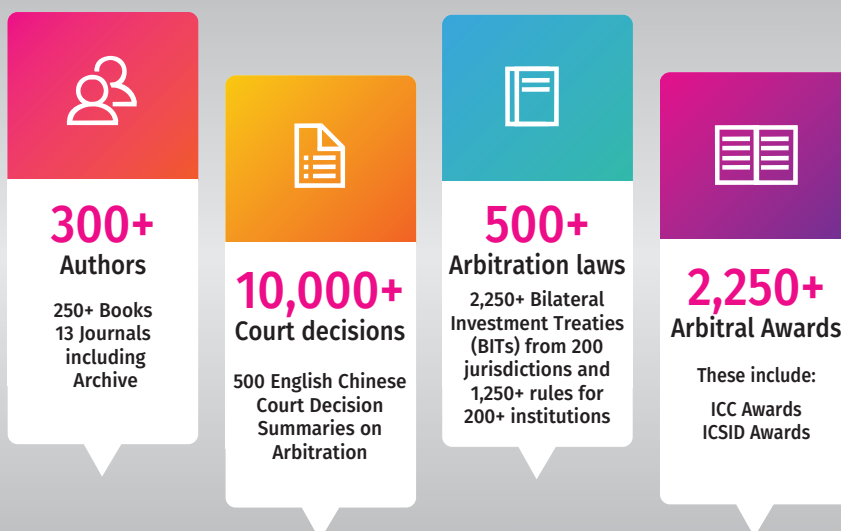 300+
Authors
250+ Books
13 Journals
including
Archive
10,000+
Court decisions
500 English Chinese
Court Decision
Summaries on
Arbitration
500+
Arbitration laws
2,250+ Bilateral
Investment Treaties
(BITs) from 200
jurisdictions and
1,250+ rules for
200+ institutions
2,250+
Arbitral Awards
These include:
ICC Awards
ICSID Awards